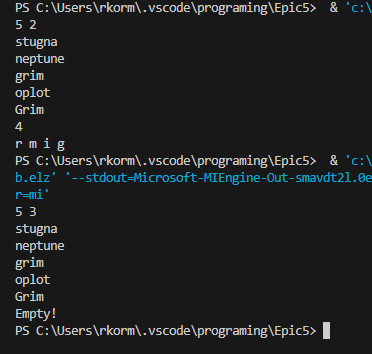 PS C:\Users\rkorm\.vscode\programing\Epic5>  & 'c:\
5 2
stugna
neptune
grim
oplot
Grim
4
r m i g
PS C:\Users\rkorm\.vscode\programing\Epic5>  & 'c:\
b.elz' '--stdout=Microsoft-MIEngine-Out-smavdt2l.0e
r=mi'
5 3
stugna
neptune
grim
oplot
Grim
Empty!
PS C:\Users\rkorm\.vscode\programing\Epic5>